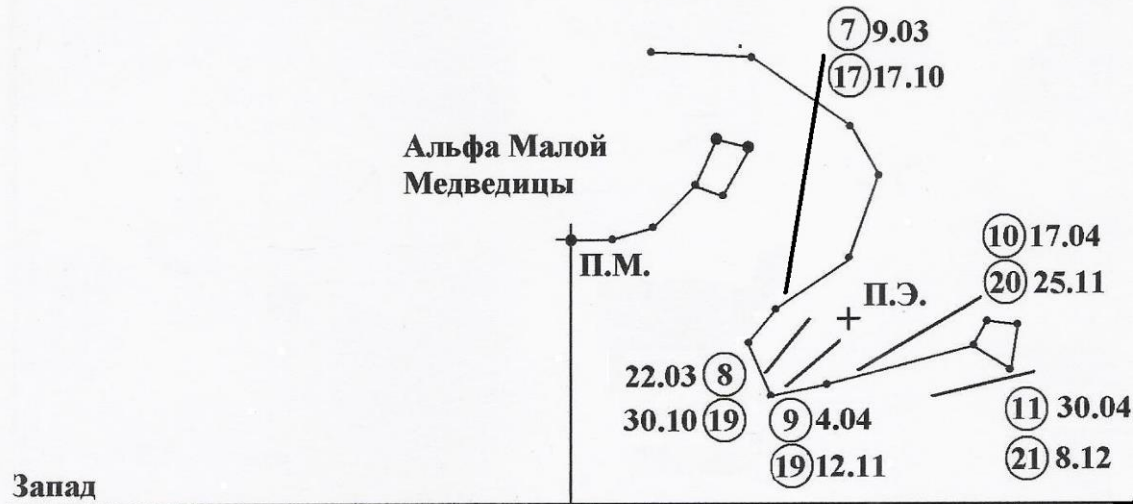 7 9.03
17 17.10
Альфа Малой
Медведицы
П.М.
10 17.04
20 25.11
П.Э.
22.03 8
30.10 19
9 4.04
19 12.11
11 30.04
21 8.12
Запад